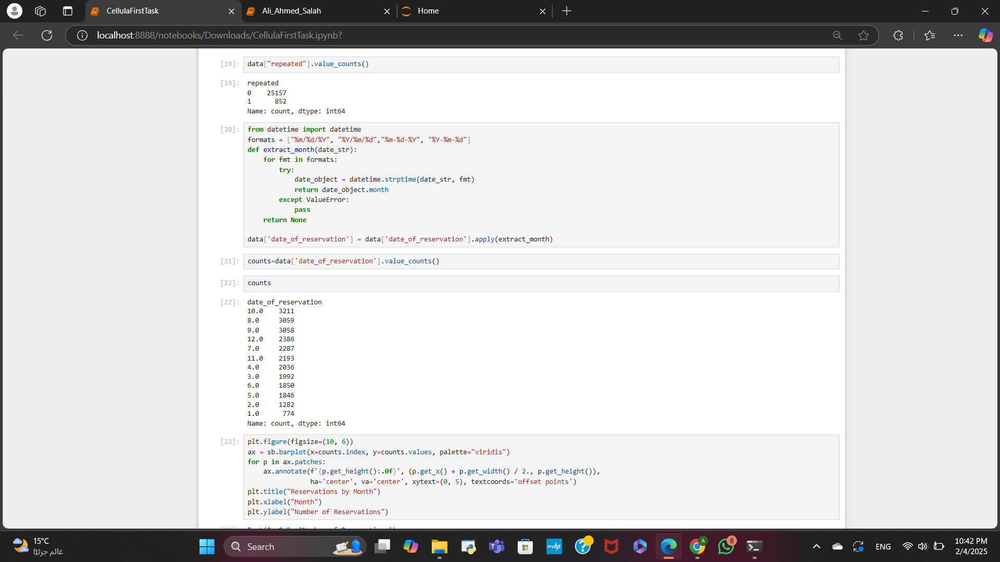 CellulaFirstTask
Ali_Ahmed_Salah
Home
localhost:8888/notebooks/Downloads/CellulaFirstTask.ipynb?
[19]: data["repeated"].value_counts()
[19]: repeated
0    25157
1      852
Name: count, dtype: int64
[20]: from datetime import datetime
formats = ["%m/%d/%Y", "%Y/%m/%d","%m-%d-%Y", "%Y-%m-%d"]
def extract_month(date_str):
    for fmt in formats:
        try:
            date_object = datetime.strptime(date_str, fmt)
            return date_object.month
        except ValueError:
            pass
    return None
data['date_of_reservation'] = data['date_of_reservation'].apply(extract_month)
[21]: counts=data['date_of_reservation'].value_counts()
[22]: counts
[22]: date_of_reservation
10.0    3211
8.0     3059
9.0     3058
12.0    2386
7.0     2287
11.0    2193
4.0     2036
3.0     1992
6.0     1850
5.0     1846
2.0     1282
1.0      774
Name: count, dtype: int64
[23]: plt.figure(figsize=(10, 6))
ax = sb.barplot(x=counts.index, y=counts.values, palette="viridis")
for p in ax.patches:
    ax.annotate(f'{p.get_height():.0f}', (p.get_x() + p.get_width() / 2., p.get_height()),
                ha='center', va='center', xytext=(0, 5), textcoords='offset points')
plt.title("Reservations by Month")
plt.xlabel("Month")
plt.ylabel("Number of Reservations")
15°C
غائم جزئيًا
Search
myhp
A
8
ENG
10:42 PM
2/4/2025